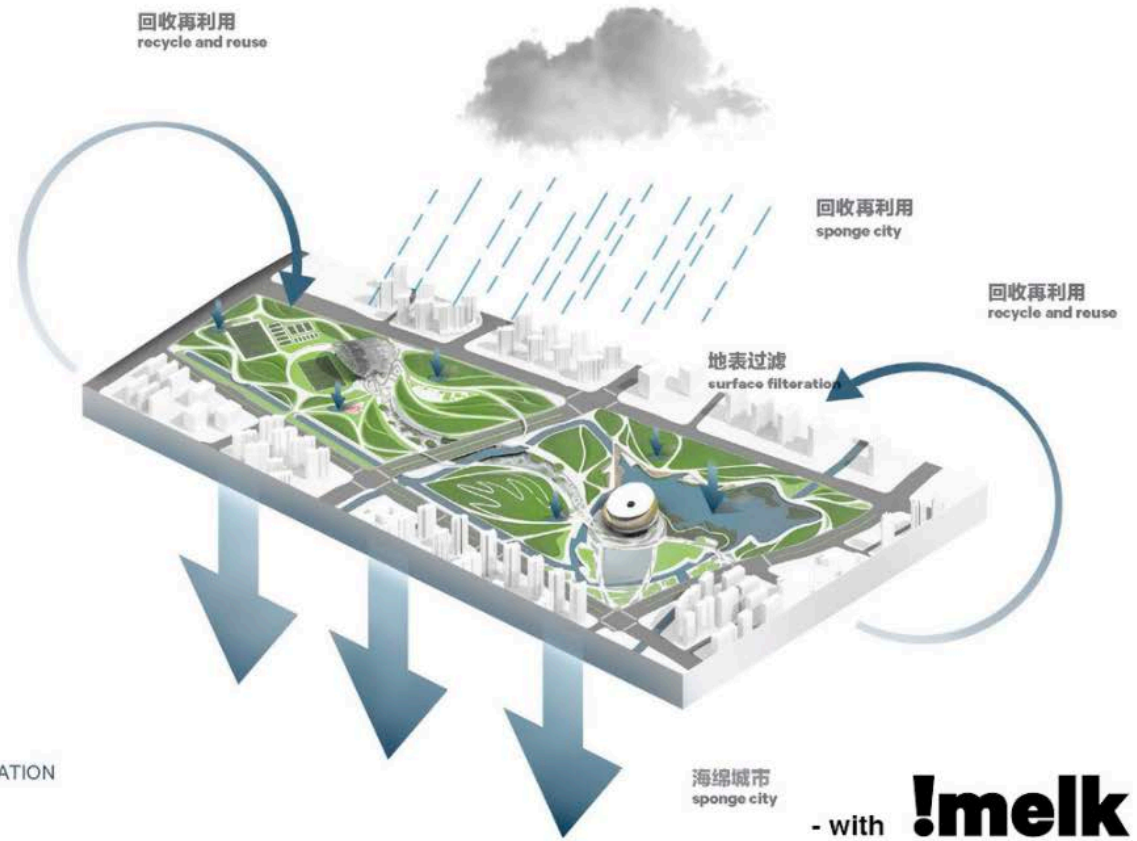 回收再利用
recycle and reuse
回收再利用
sponge city
回收再利用
recycle and reuse
地表过滤
surface filteration
ATION
海绵城市
sponge city
- with !melk